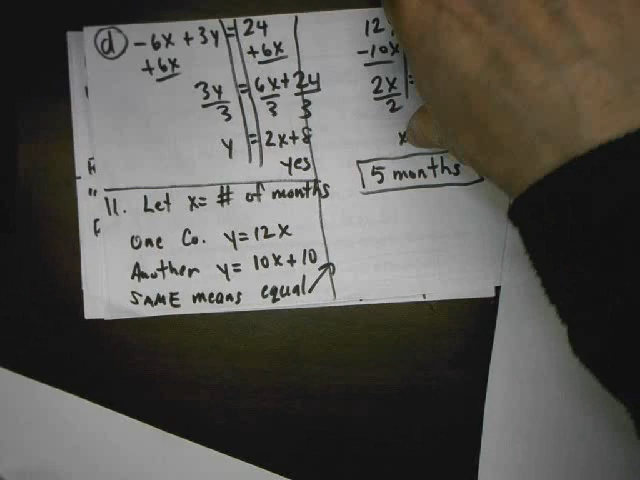 d -6x + 3y = 24
+6x +6x
3y = 6x + 24
3 3 3
y = 2x + 8
yes
11. Let x = # of months
One Co. y = 12x
Another y = 10x + 10
SAME means equal
12
-10x
2x =
2
x
5 months